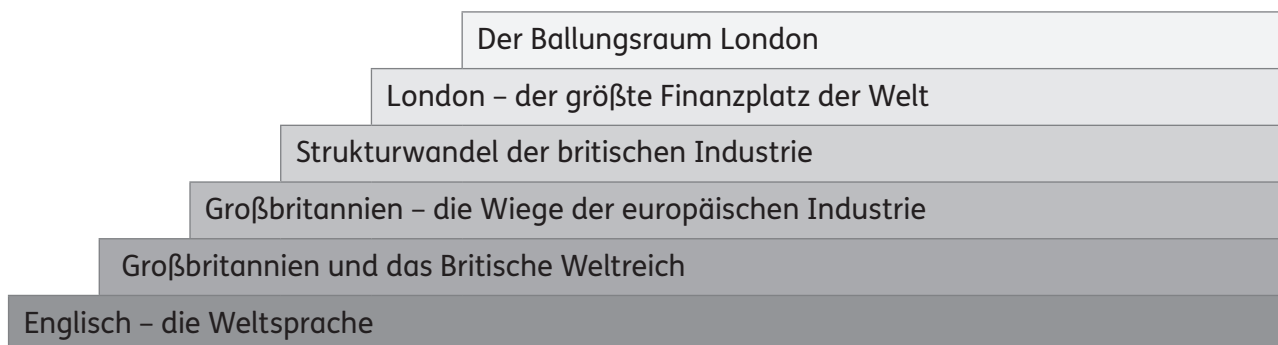 Der Ballungsraum London
London – der größte Finanzplatz der Welt
Strukturwandel der britischen Industrie
Großbritannien – die Wiege der europäischen Industrie
Großbritannien und das Britische Weltreich
Englisch – die Weltsprache